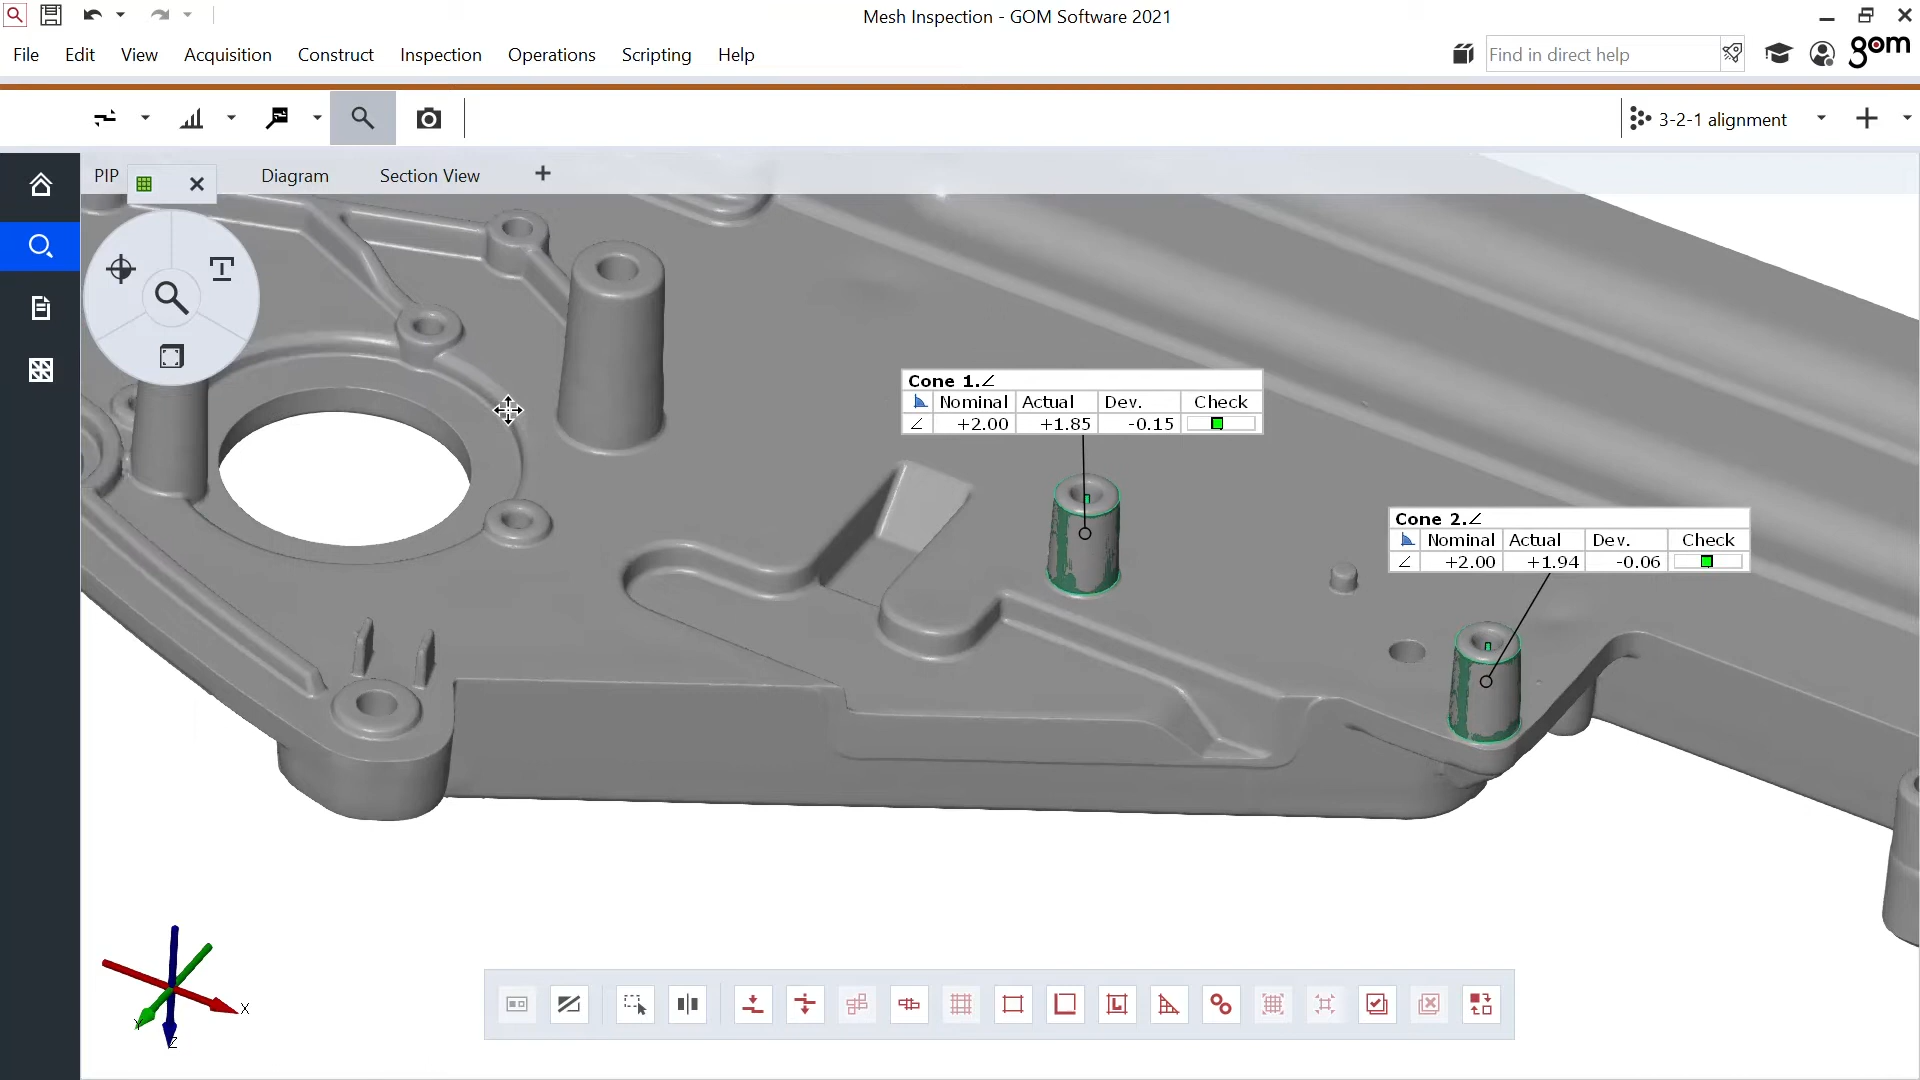 Mesh Inspection - GOM Software 2021
File Edit View Acquisition Construct Inspection Operations Scripting Help
Find in direct help
gom
3-2-1 alignment
PIP Diagram Section View
Cone 1.∠
Nominal Actual Dev. Check
∠ +2.00 +1.85 -0.15
Cone 2.∠
Nominal Actual Dev. Check
∠ +2.00 +1.94 -0.06
X
Y
Z